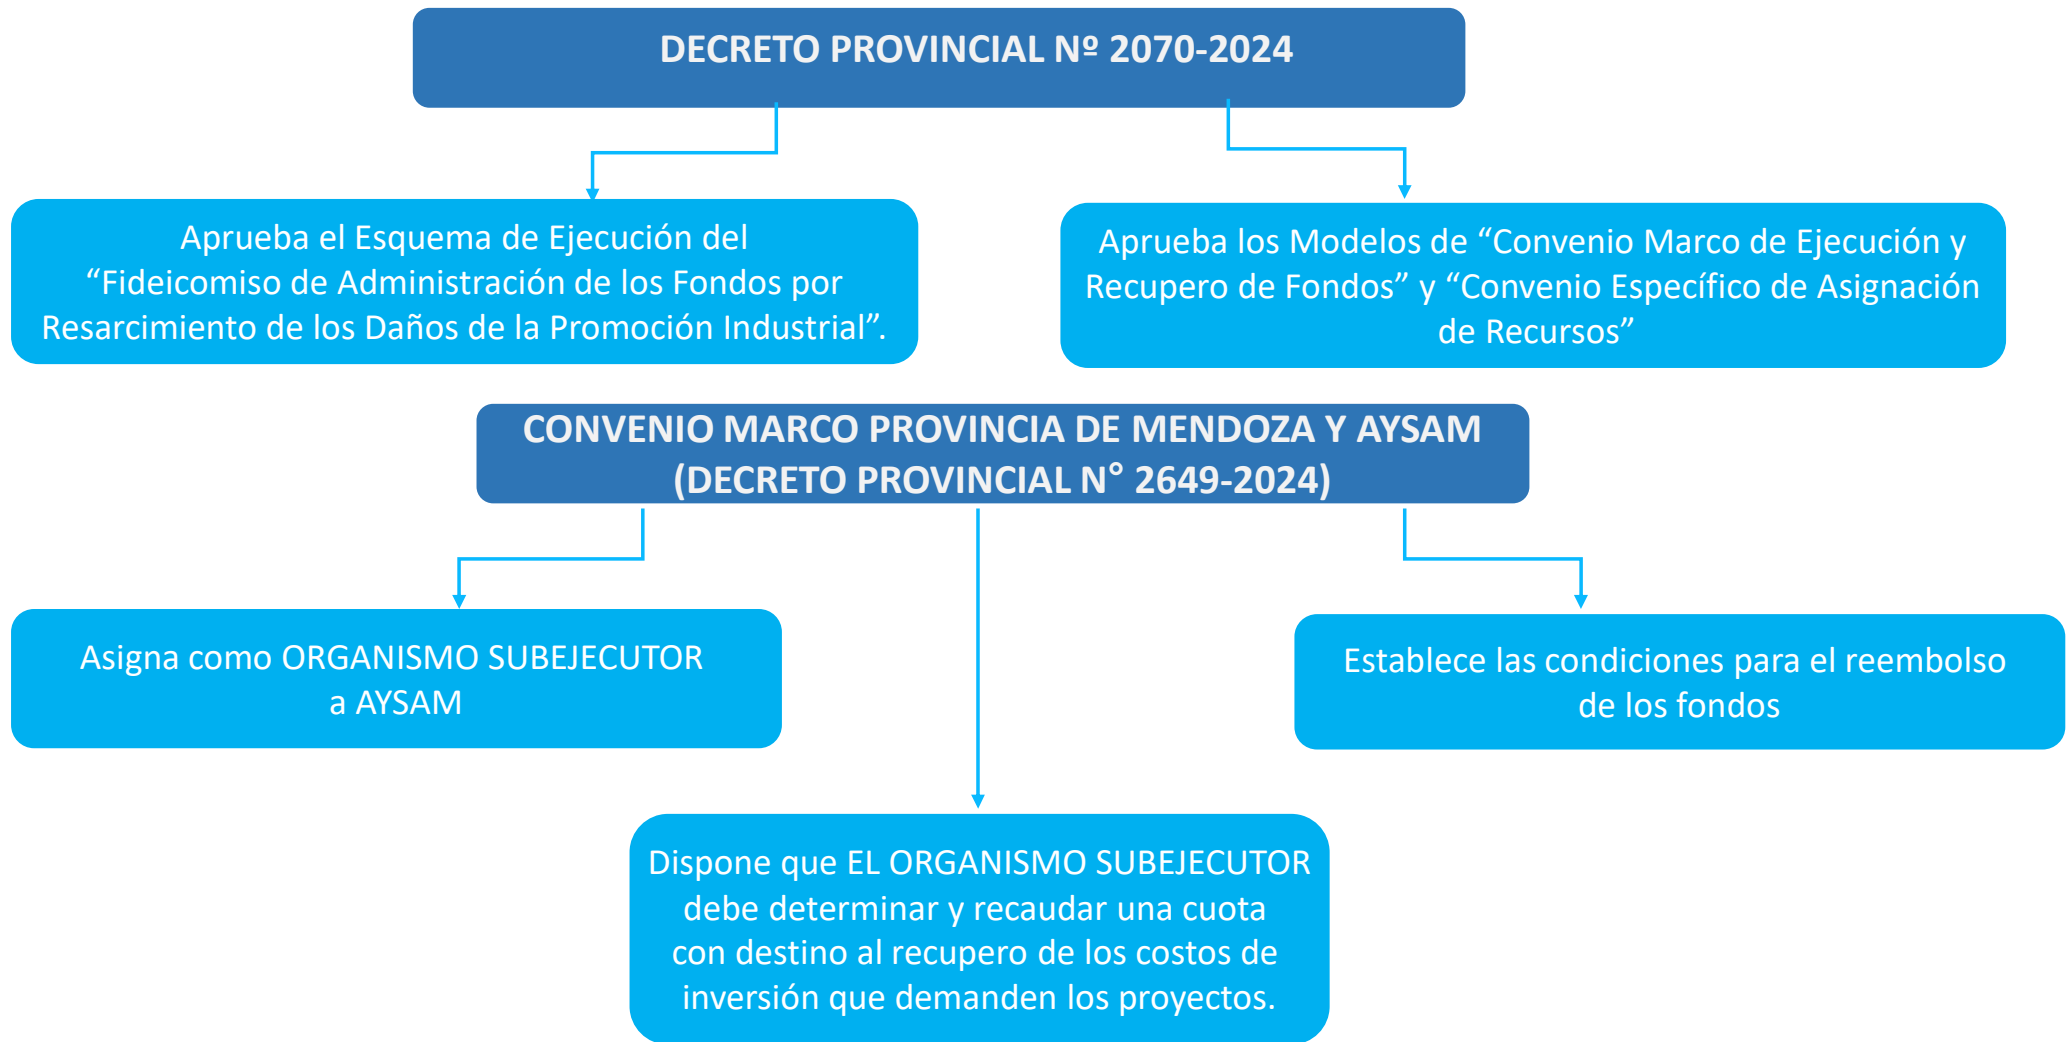 DECRETO PROVINCIAL Nº 2070-2024
Aprueba el Esquema de Ejecución del
“Fideicomiso de Administración de los Fondos por
Resarcimiento de los Daños de la Promoción Industrial”.
Aprueba los Modelos de “Convenio Marco de Ejecución y
Recupero de Fondos” y “Convenio Específico de Asignación
de Recursos”
CONVENIO MARCO PROVINCIA DE MENDOZA Y AYSAM
(DECRETO PROVINCIAL N° 2649-2024)
Asigna como ORGANISMO SUBEJECUTOR
a AYSAM
Establece las condiciones para el reembolso
de los fondos
Dispone que EL ORGANISMO SUBEJECUTOR
debe determinar y recaudar una cuota
con destino al recupero de los costos de
inversión que demanden los proyectos.